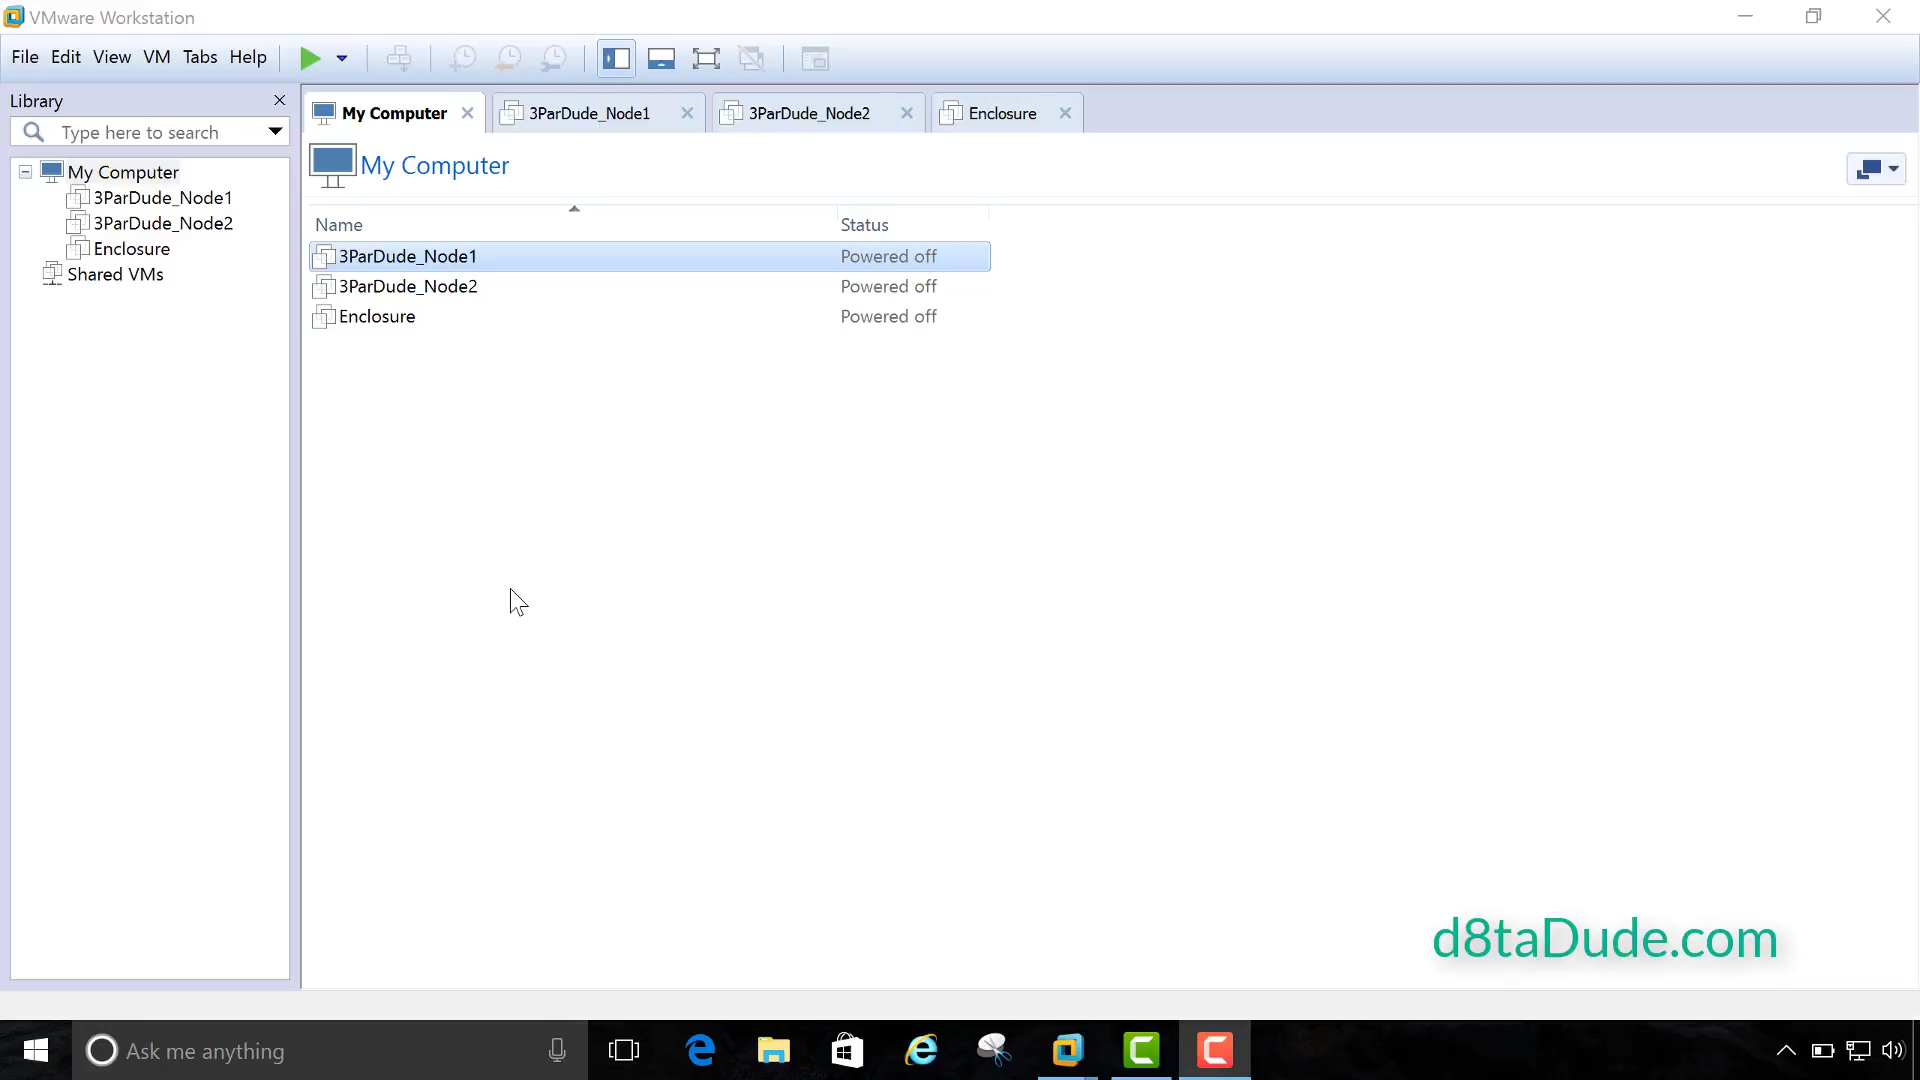 VMware Workstation
File Edit View VM Tabs Help
Library
Type here to search
My Computer
3ParDude_Node1
3ParDude_Node2
Enclosure
Shared VMs
My Computer 3ParDude_Node1 3ParDude_Node2 Enclosure
My Computer
Name Status
3ParDude_Node1 Powered off
3ParDude_Node2 Powered off
Enclosure Powered off
d8taDude.com
Ask me anything